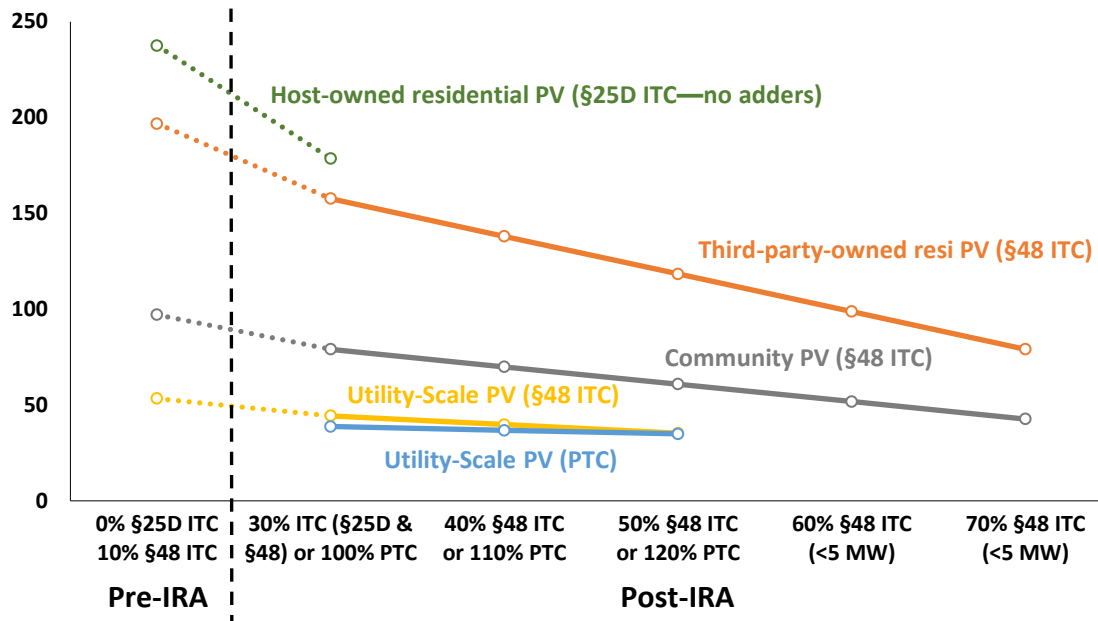 250
200
150
100
50
0
Host-owned residential PV (§25D ITC—no adders)
Third-party-owned resi PV (§48 ITC)
Community PV (§48 ITC)
Utility-Scale PV (§48 ITC)
Utility-Scale PV (PTC)
0% §25D ITC
10% §48 ITC
30% ITC (§25D &
§48) or 100% PTC
40% §48 ITC
or 110% PTC
50% §48 ITC
or 120% PTC
60% §48 ITC
(<5 MW)
70% §48 ITC
(<5 MW)
Pre-IRA
Post-IRA